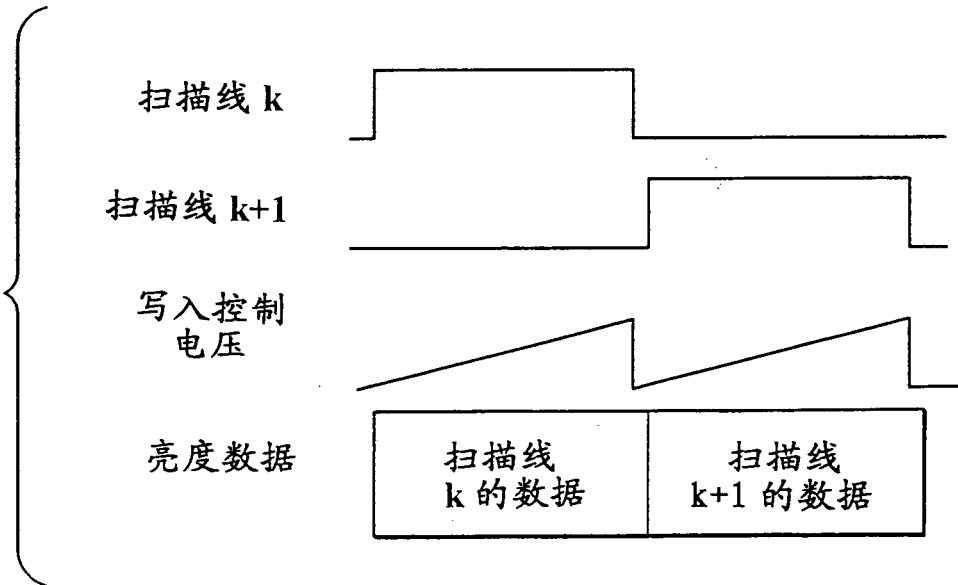 扫描线 k
扫描线 k+1
写入控制
电压
亮度数据
扫描线
k 的数据
扫描线
k+1 的数据